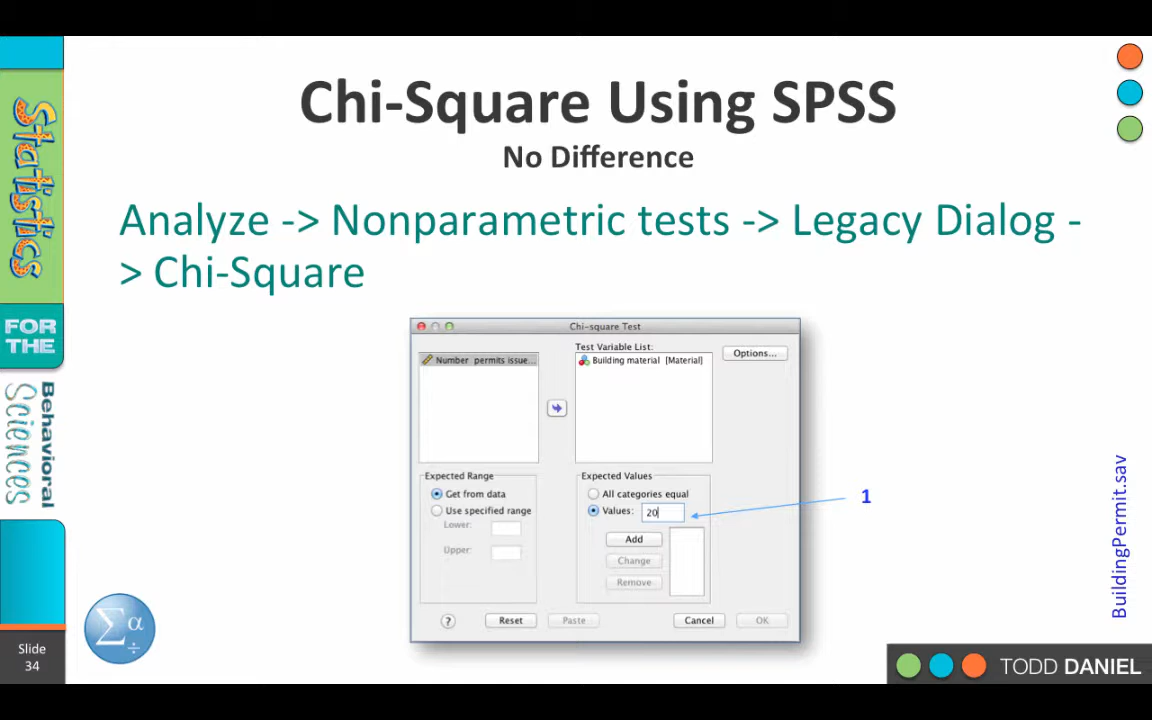 Chi-Square Using SPSS
No Difference
Analyze -> Nonparametric tests -> Legacy Dialog -
> Chi-Square
Statistics
FOR
THE
Behavioral
Sciences
Chi-square Test
Number permits issue...
Test Variable List:
Building material [Material]
Options...
Expected Range
Get from data
Use specified range
Lower:
Upper:
Expected Values
All categories equal
Values: 20
Add
Change
Remove
?
Reset
Paste
Cancel
OK
1
BuildingPermit.sav
Σ α
÷
Slide
34
TODD DANIEL